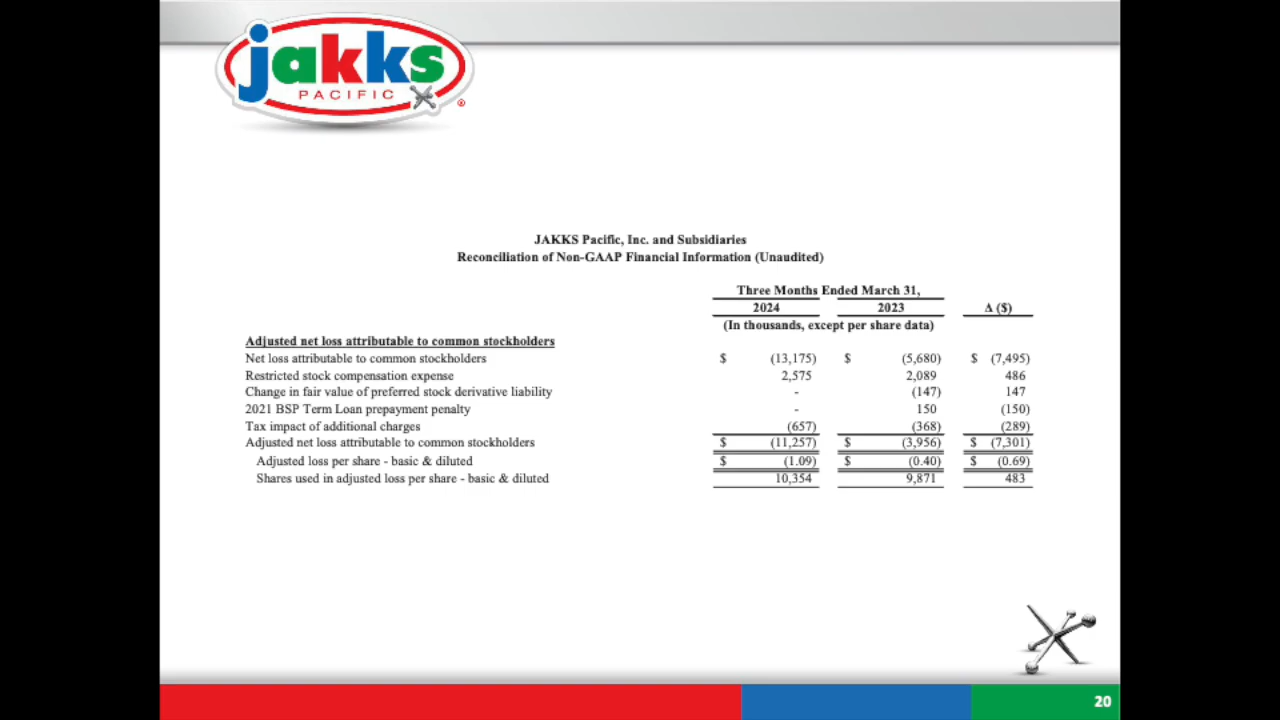 jakks
PACIFIC
®
JAKKS Pacific, Inc. and Subsidiaries
Reconciliation of Non-GAAP Financial Information (Unaudited)
Three Months Ended March 31,
2024 2023 Δ ($)
(In thousands, except per share data)
Adjusted net loss attributable to common stockholders
Net loss attributable to common stockholders $ (13,175) $ (5,680) $ (7,495)
Restricted stock compensation expense 2,575 2,089 486
Change in fair value of preferred stock derivative liability - (147) 147
2021 BSP Term Loan prepayment penalty - 150 (150)
Tax impact of additional charges (657) (368) (289)
Adjusted net loss attributable to common stockholders $ (11,257) $ (3,956) $ (7,301)
Adjusted loss per share - basic & diluted $ (1.09) $ (0.40) $ (0.69)
Shares used in adjusted loss per share - basic & diluted 10,354 9,871 483
20